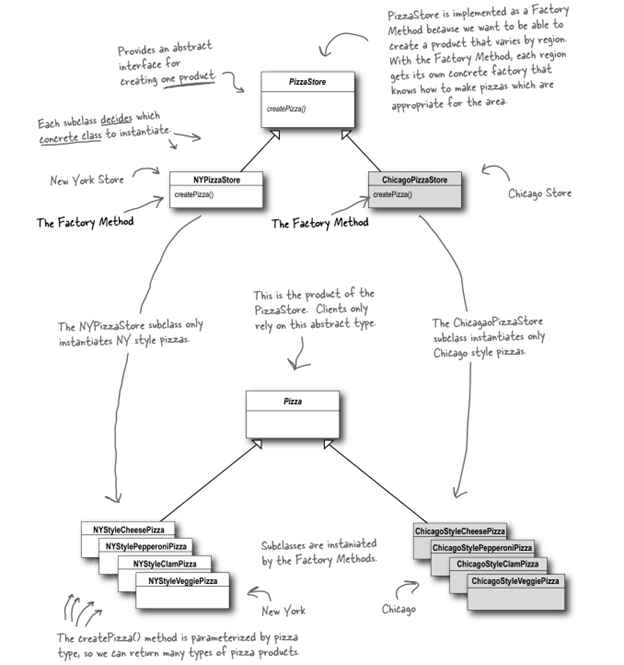 PizzaStore is implemented as a Factory
Method because we want to be able to
create a product that varies by region.
With the Factory Method, each region
gets its own concrete factory that
knows how to make pizzas which are
appropriate for the area.
Provides an abstract
interface for
creating one product.
PizzaStore
createPizza()
Each subclass decides which
concrete class to instantiate.
New York Store
NYPizzaStore
createPizza()
ChicagoPizzaStore
createPizza()
Chicago Store
The Factory Method
The Factory Method
This is the product of the
PizzaStore. Clients only
rely on this abstract type.
The NYPizzaStore subclass only
instantiates NY style pizzas.
The ChicagaoPizzaStore
subclass instantiates only
Chicago style pizzas.
Pizza
NYStyleCheesePizza
NYStylePepperoniPizza
NYStyleClamPizza
NYStyleVeggiePizza
Subclasses are instaniated
by the Factory Methods.
ChicagoStyleCheesePizza
ChicagoStylePepperoniPizza
ChicagoStyleClamPizza
ChicagoStyleVeggiePizza
New York
Chicago
The createPizza() method is parameterized by pizza
type, so we can return many types of pizza products.